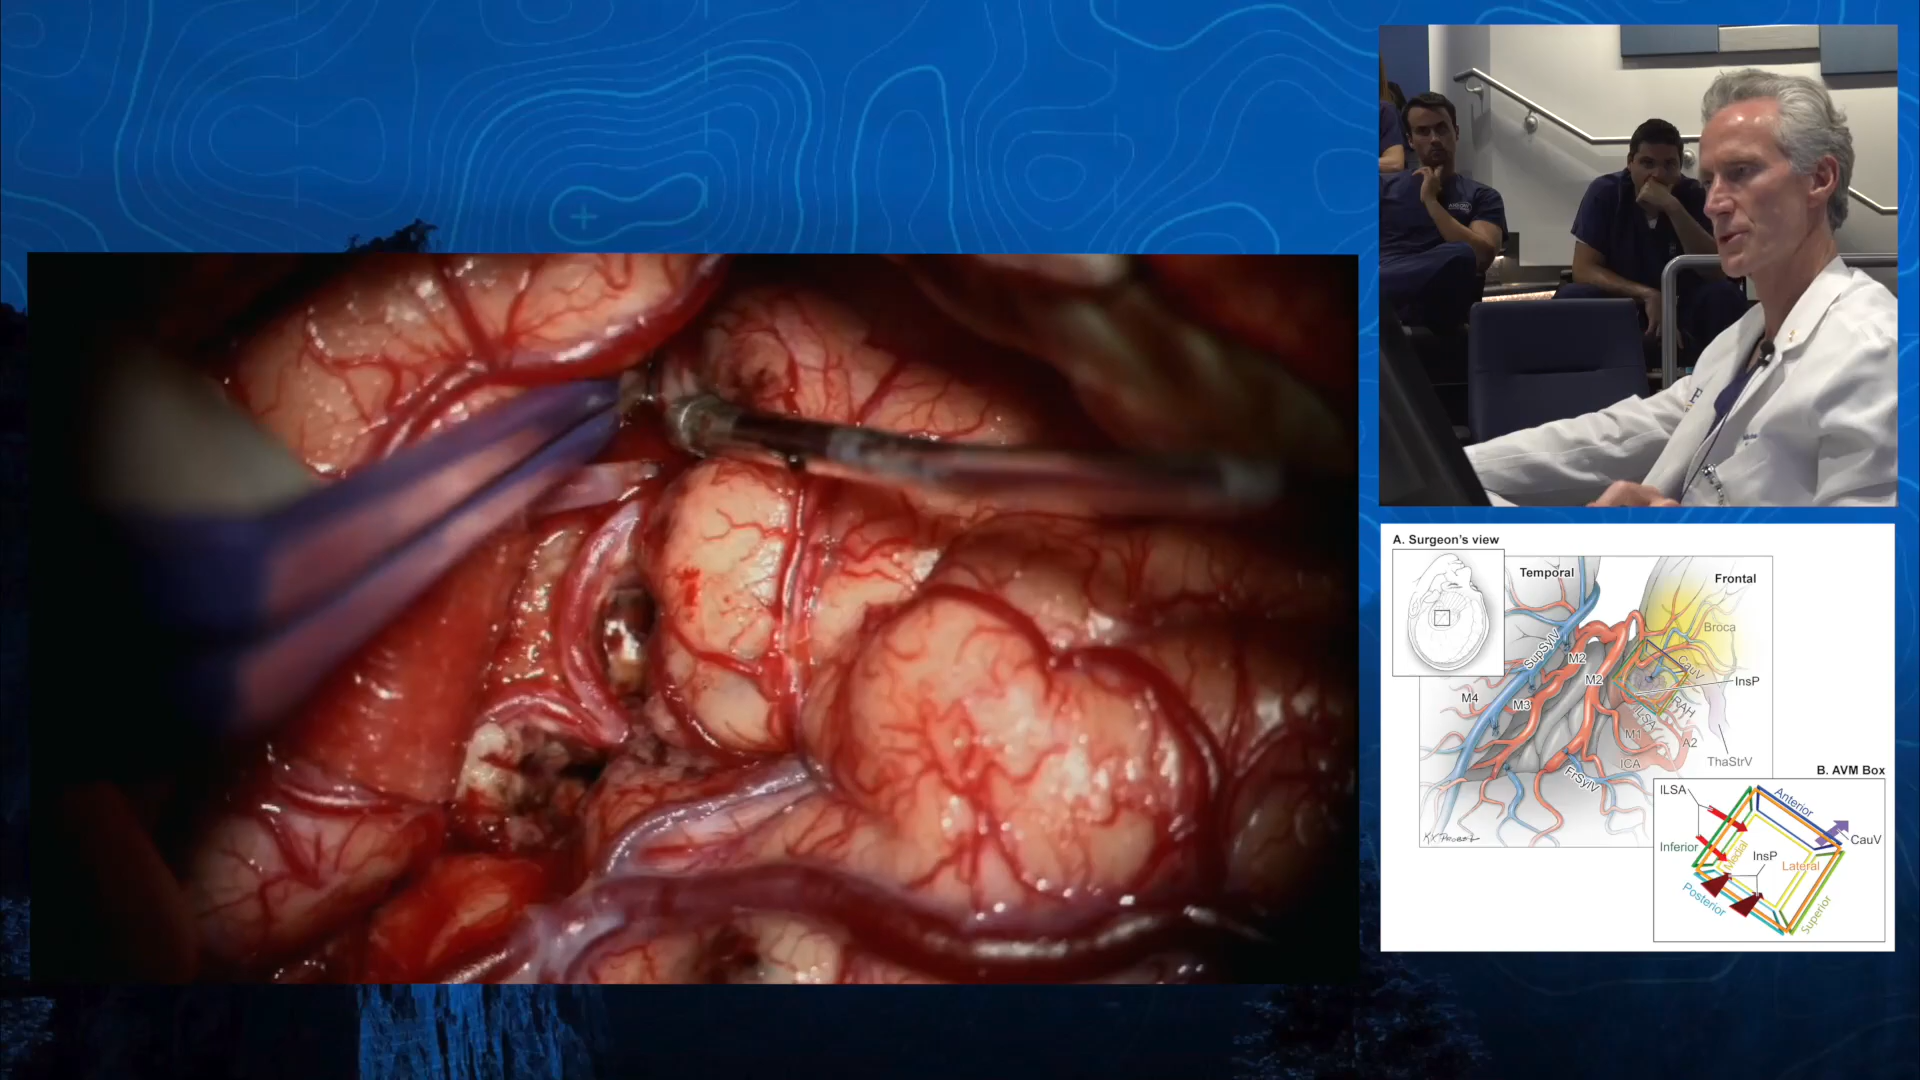 A. Surgeon's view
Temporal
Frontal
Broca
SupSylV
M2
CauV
M2
InsP
M4
M3
RAH
ILSA
M1
A2
ICA
ThaStrV
FrSylV
B. AVM Box
ILSA
Anterior
CauV
Inferior
Medial
InsP
Lateral
Posterior
Superior